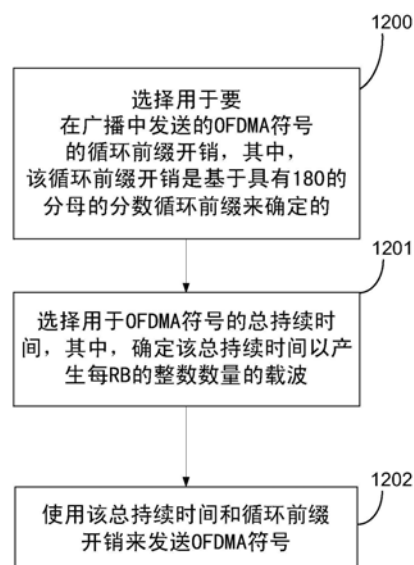 1200
选择用于要
在广播中发送的OFDMA符号
的循环前缀开销，其中，
该循环前缀开销是基于具有180的
分母的分数循环前缀来确定的
1201
选择用于OFDMA符号的总持续时
间，其中，确定该总持续时间以产
生每RB的整数数量的载波
1202
使用该总持续时间和循环前缀
开销来发送OFDMA符号